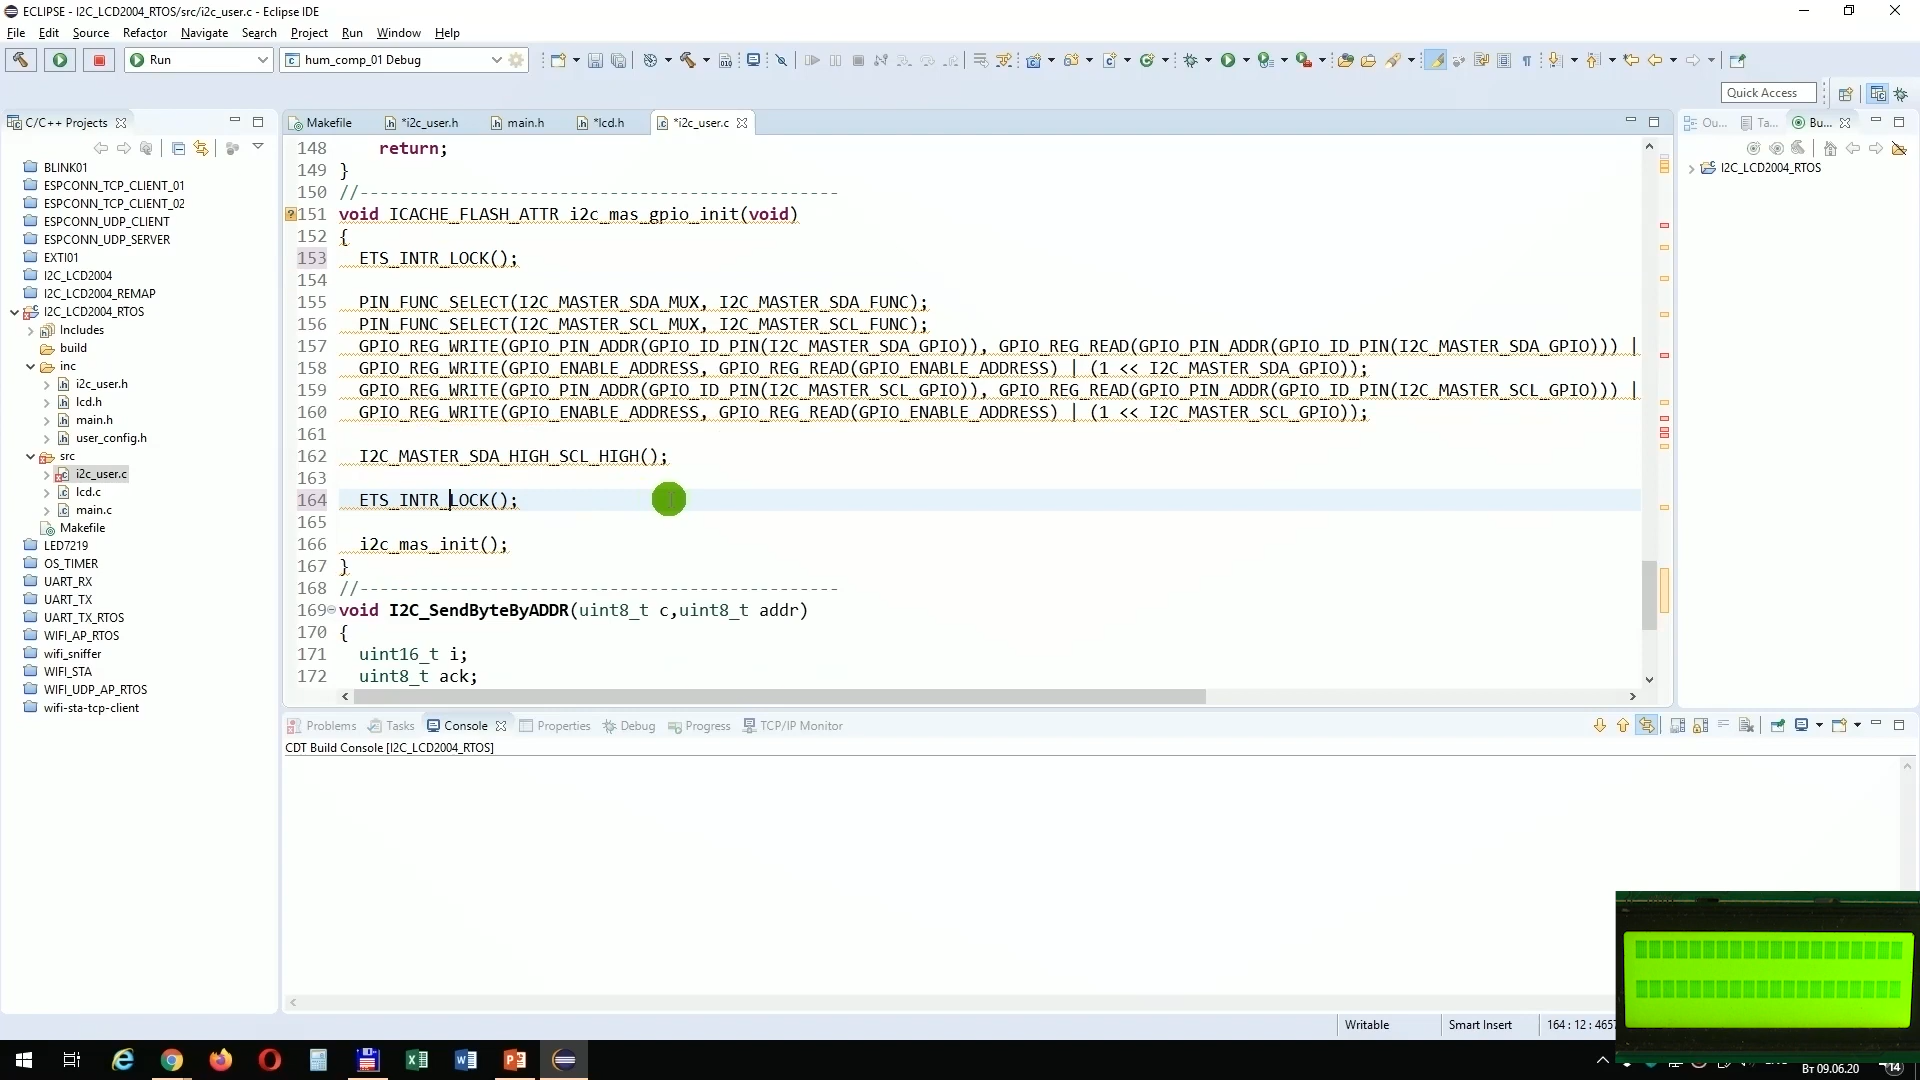 ECLIPSE - I2C_LCD2004_RTOS/src/i2c_user.c - Eclipse IDE
File Edit Source Refactor Navigate Search Project Run Window Help
Run
hum_comp_01 Debug
Quick Access
C/C++ Projects
BLINK01
ESPCONN_TCP_CLIENT_01
ESPCONN_TCP_CLIENT_02
ESPCONN_UDP_CLIENT
ESPCONN_UDP_SERVER
EXTI01
I2C_LCD2004
I2C_LCD2004_REMAP
I2C_LCD2004_RTOS
Includes
build
inc
i2c_user.h
lcd.h
main.h
user_config.h
src
i2c_user.c
lcd.c
main.c
Makefile
LED7219
OS_TIMER
UART_RX
UART_TX
UART_TX_RTOS
WIFI_AP_RTOS
wifi_sniffer
WIFI_STA
WIFI_UDP_AP_RTOS
wifi-sta-tcp-client
Makefile *i2c_user.h main.h *lcd.h *i2c_user.c
148 return;
149 }
150 //------------------------------------------------
151 void ICACHE_FLASH_ATTR i2c_mas_gpio_init(void)
152 {
153 ETS_INTR_LOCK();
154
155 PIN_FUNC_SELECT(I2C_MASTER_SDA_MUX, I2C_MASTER_SDA_FUNC);
156 PIN_FUNC_SELECT(I2C_MASTER_SCL_MUX, I2C_MASTER_SCL_FUNC);
157 GPIO_REG_WRITE(GPIO_PIN_ADDR(GPIO_ID_PIN(I2C_MASTER_SDA_GPIO)), GPIO_REG_READ(GPIO_PIN_ADDR(GPIO_ID_PIN(I2C_MASTER_SDA_GPIO))) |
158 GPIO_REG_WRITE(GPIO_ENABLE_ADDRESS, GPIO_REG_READ(GPIO_ENABLE_ADDRESS) | (1 << I2C_MASTER_SDA_GPIO));
159 GPIO_REG_WRITE(GPIO_PIN_ADDR(GPIO_ID_PIN(I2C_MASTER_SCL_GPIO)), GPIO_REG_READ(GPIO_PIN_ADDR(GPIO_ID_PIN(I2C_MASTER_SCL_GPIO))) |
160 GPIO_REG_WRITE(GPIO_ENABLE_ADDRESS, GPIO_REG_READ(GPIO_ENABLE_ADDRESS) | (1 << I2C_MASTER_SCL_GPIO));
161
162 I2C_MASTER_SDA_HIGH_SCL_HIGH();
163
164 ETS_INTR_LOCK();
165
166 i2c_mas_init();
167 }
168 //------------------------------------------------
169 void I2C_SendByteByADDR(uint8_t c,uint8_t addr)
170 {
171 uint16_t i;
172 uint8_t ack;
Ou... Ta... Bu...
I2C_LCD2004_RTOS
Problems Tasks Console Properties Debug Progress TCP/IP Monitor
CDT Build Console [I2C_LCD2004_RTOS]
Writable Smart Insert 164 : 12 : 4657
Вт 09.06.20
14